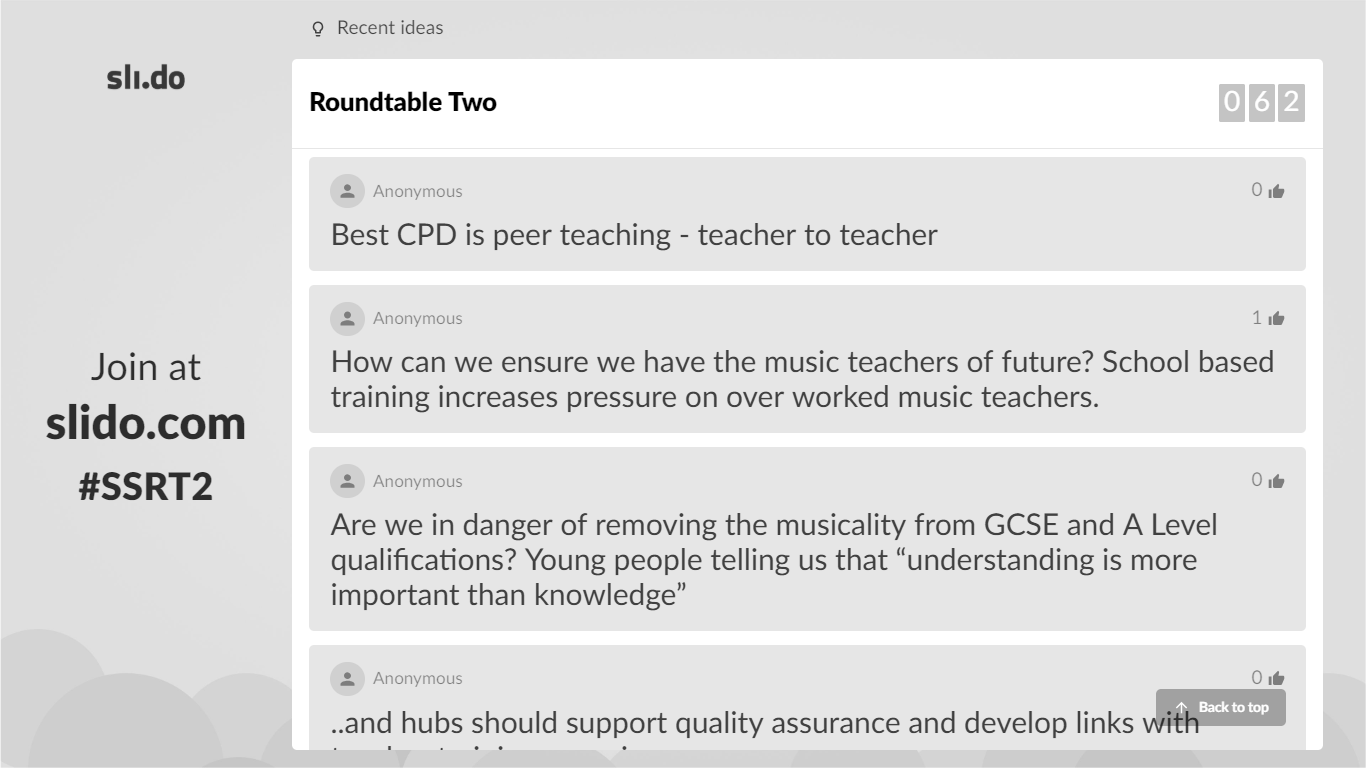 Recent ideas
sli.do
Roundtable Two
062
Anonymous
0
Best CPD is peer teaching - teacher to teacher
Anonymous
1
How can we ensure we have the music teachers of future? School based
training increases pressure on over worked music teachers.
Join at
slido.com
#SSRT2
Anonymous
0
Are we in danger of removing the musicality from GCSE and A Level
qualifications? Young people telling us that “understanding is more
important than knowledge”
Anonymous
0
Back to top
..and hubs should support quality assurance and develop links with